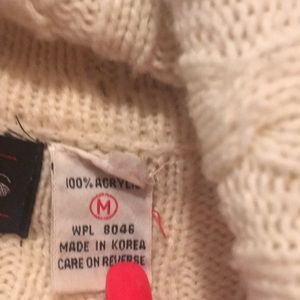 100% ACRYLIC
M
WPL 8046
MADE IN KOREA
CARE ON REVERSE